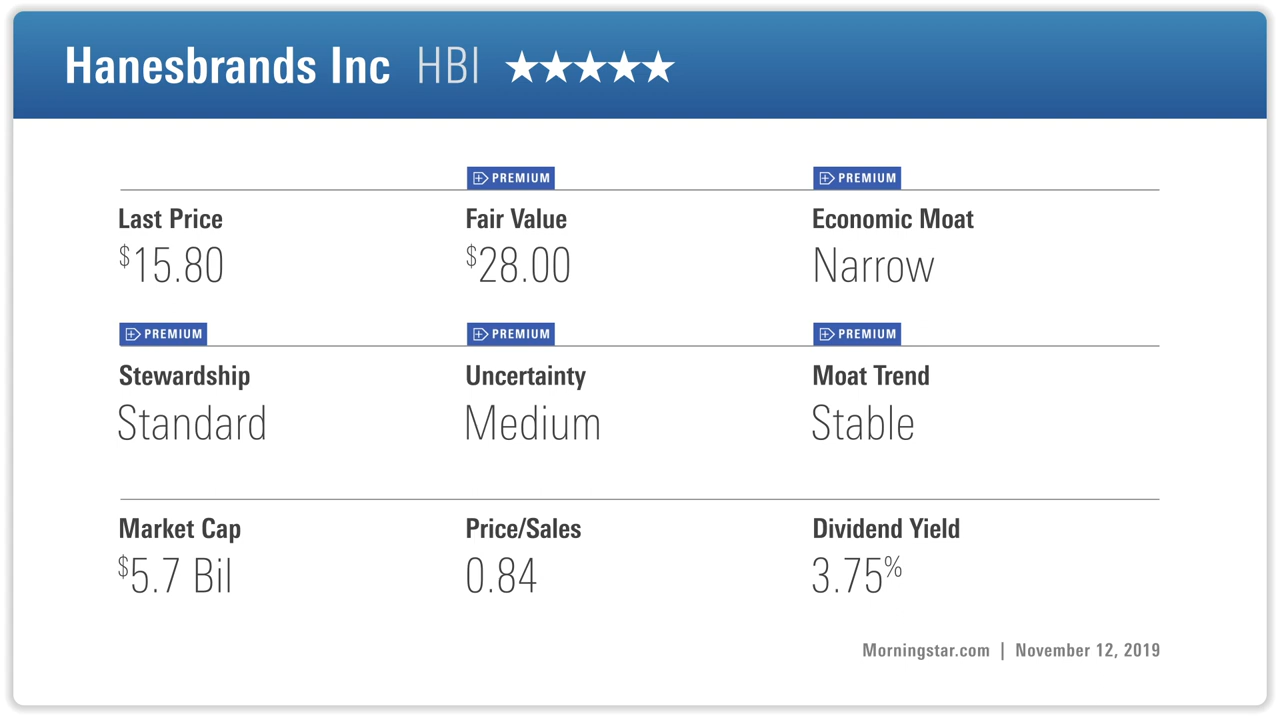 Hanesbrands Inc HBI ★★★★★
PREMIUM PREMIUM
Last Price Fair Value Economic Moat
$15.80 $28.00 Narrow
PREMIUM PREMIUM PREMIUM
Stewardship Uncertainty Moat Trend
Standard Medium Stable
Market Cap Price/Sales Dividend Yield
$5.7 Bil 0.84 3.75%
Morningstar.com | November 12, 2019